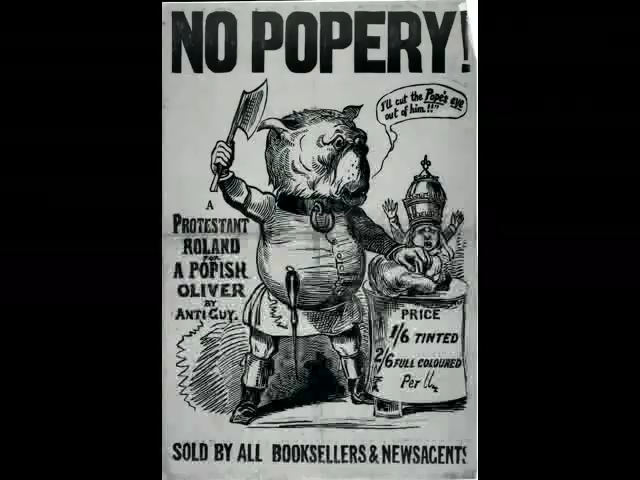 NO POPERY!
"I'll cut the Pope's eye
out of him!!"
A
PROTESTANT
ROLAND
FOR
A POPISH
OLIVER
BY
ANTI GUY.
PRICE
1/6 TINTED
2/6 FULL COLOURED
Per
SOLD BY ALL BOOKSELLERS & NEWSAGENTS